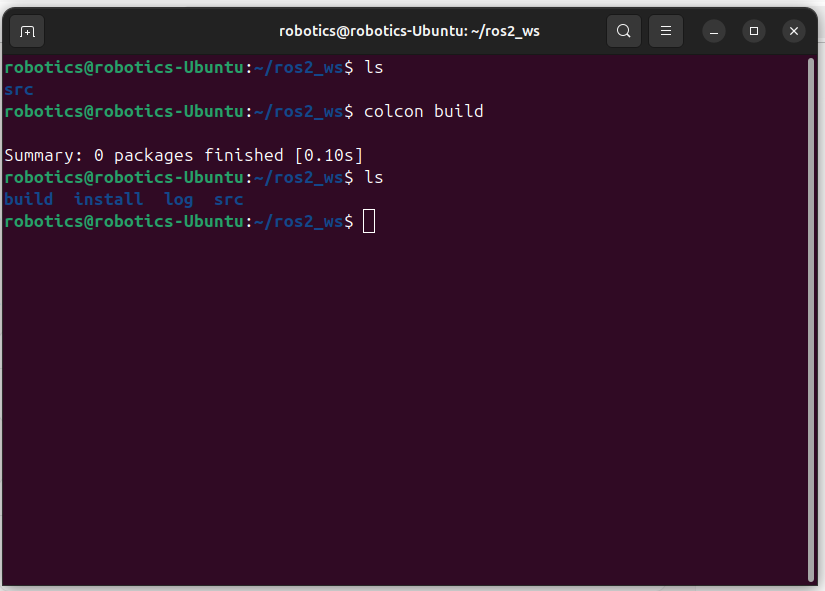 robotics@robotics-Ubuntu: ~/ros2_ws
robotics@robotics-Ubuntu:~/ros2_ws$ ls
src
robotics@robotics-Ubuntu:~/ros2_ws$ colcon build
Summary: 0 packages finished [0.10s]
robotics@robotics-Ubuntu:~/ros2_ws$ ls
build  install  log  src
robotics@robotics-Ubuntu:~/ros2_ws$